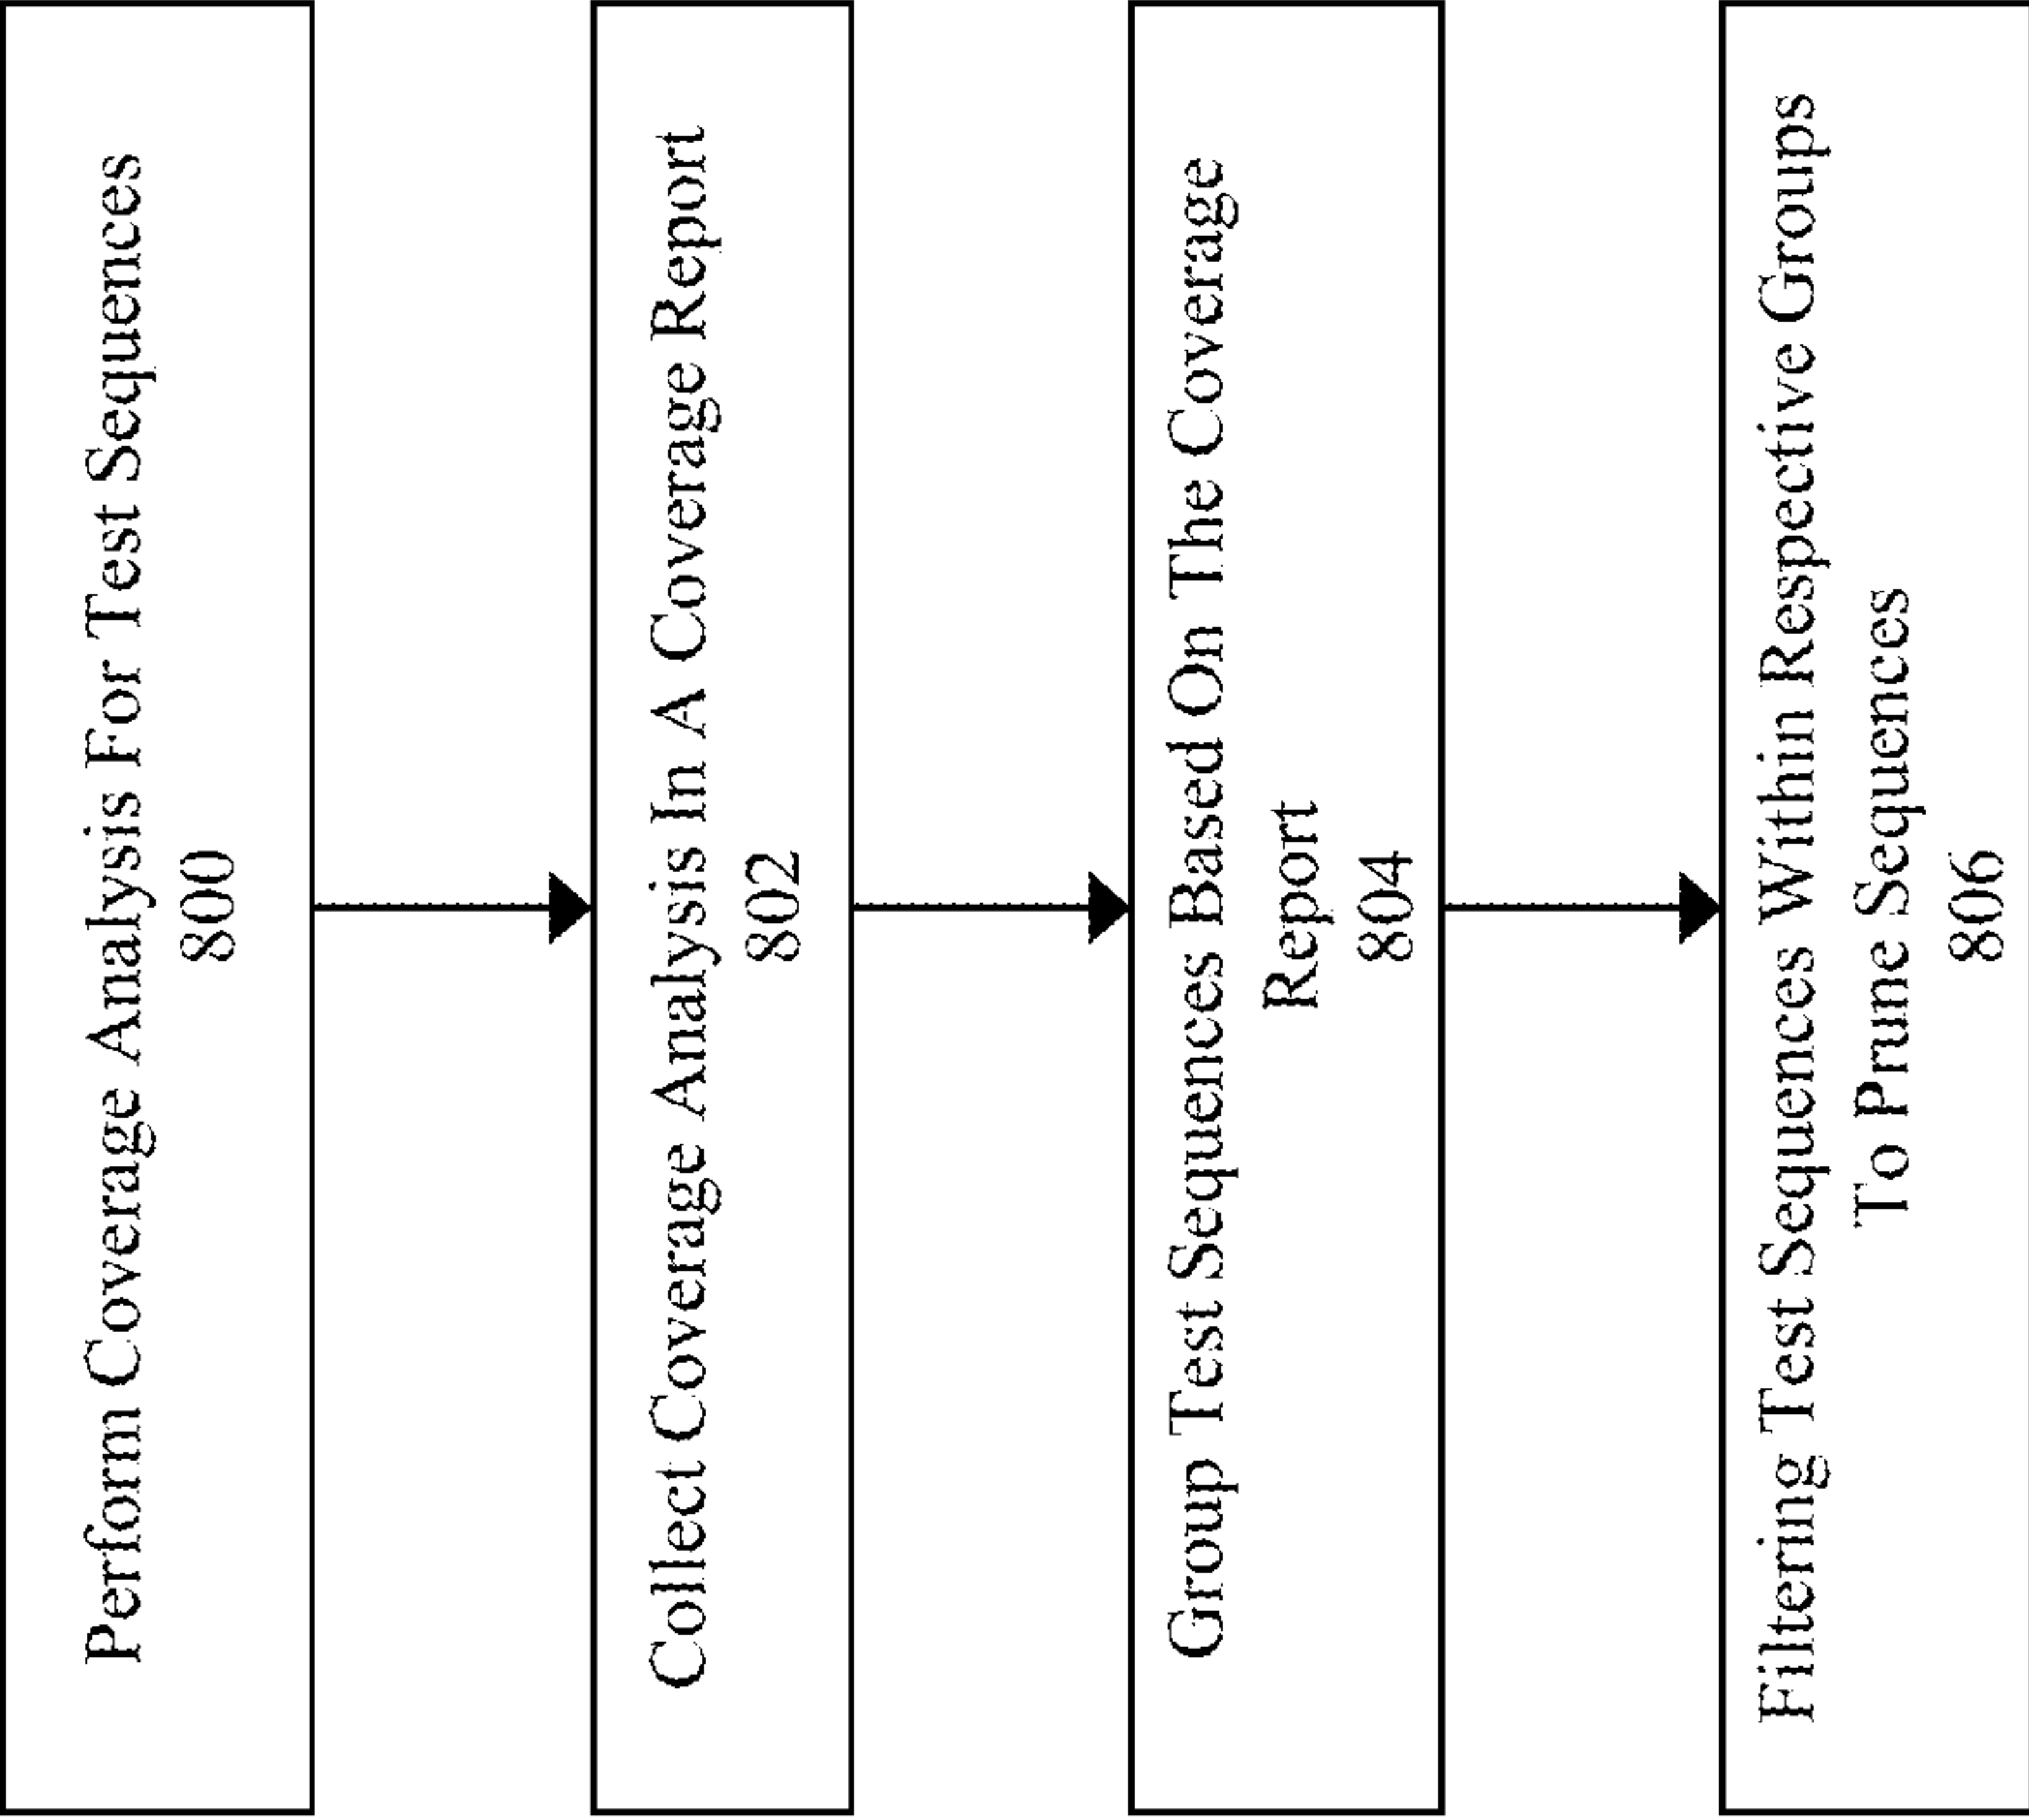 Perform Coverage Analysis For Test Sequences
800
Collect Coverage Analysis In A Coverage Report
802
Group Test Sequences Based On The Coverage
Report
804
Filtering Test Sequences Within Respective Groups
To Prune Sequences
806